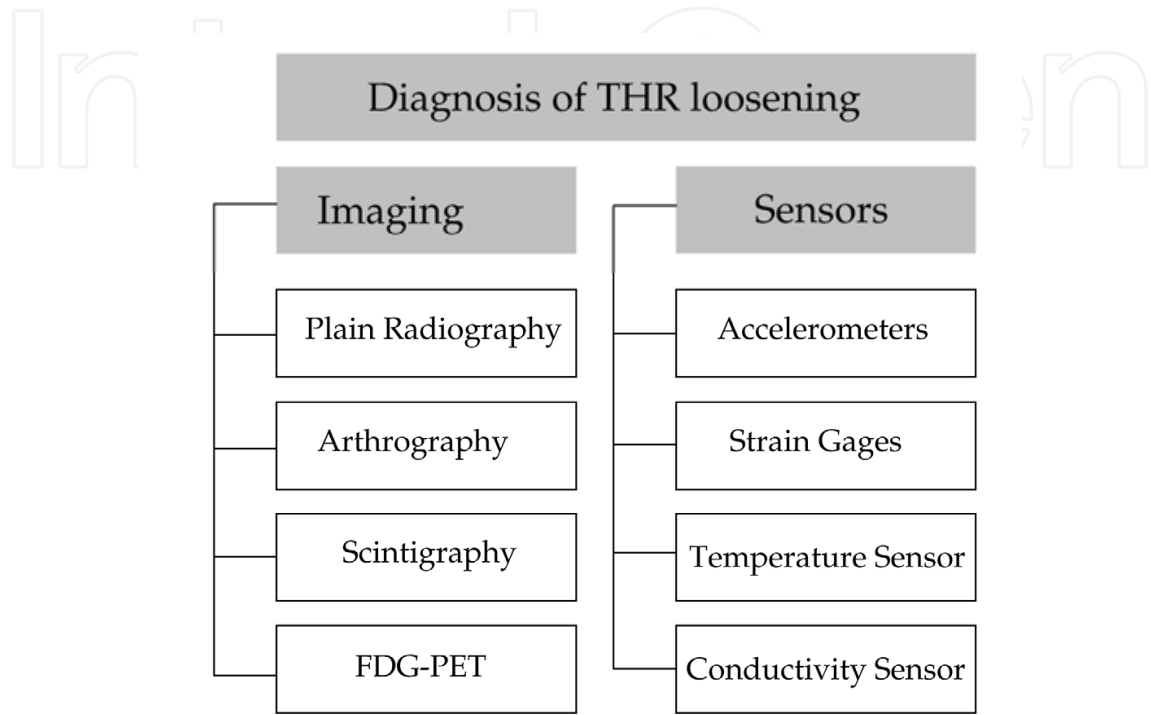 Diagnosis of THR loosening
Imaging
Plain Radiography
Arthrography
Scintigraphy
FDG-PET
Sensors
Accelerometers
Strain Gages
Temperature Sensor
Conductivity Sensor